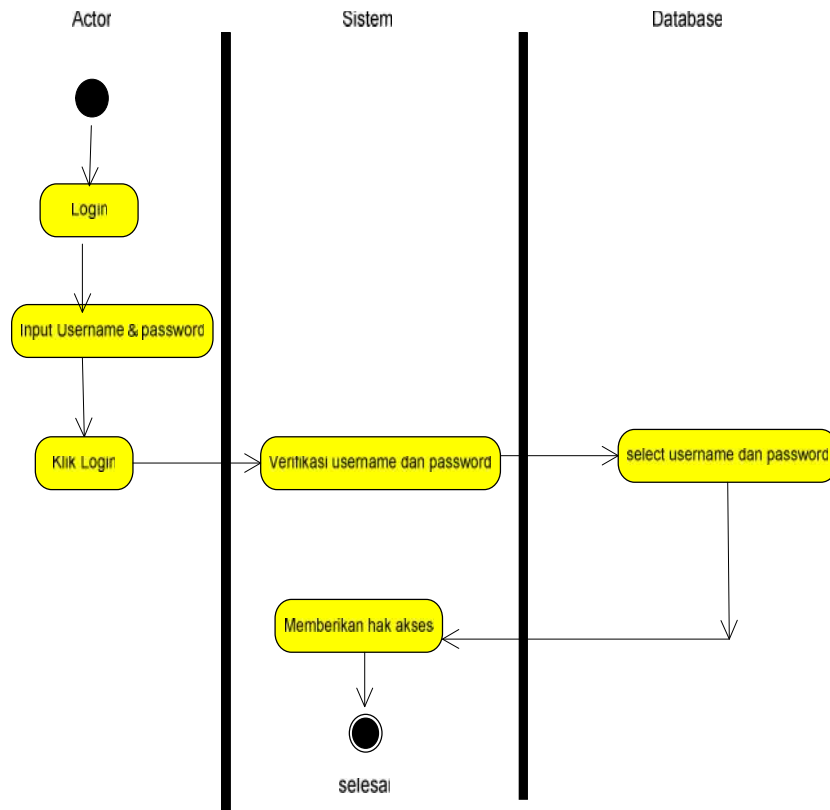 Actor
Sistem
Database
Login
Input Username & password
Klik Login
Verifikasi username dan password
select username dan password
Memberikan hak akses
selesai